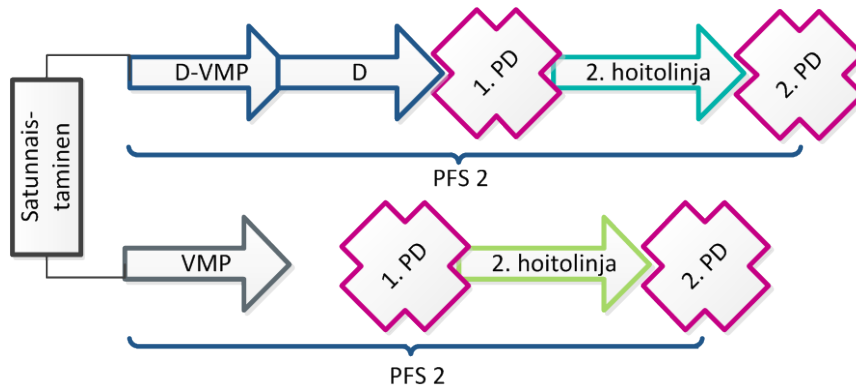 Satunnais-
taminen
D-VMP
D
1. PD
2. hoitolinja
2. PD
PFS 2
VMP
1. PD
2. hoitolinja
2. PD
PFS 2